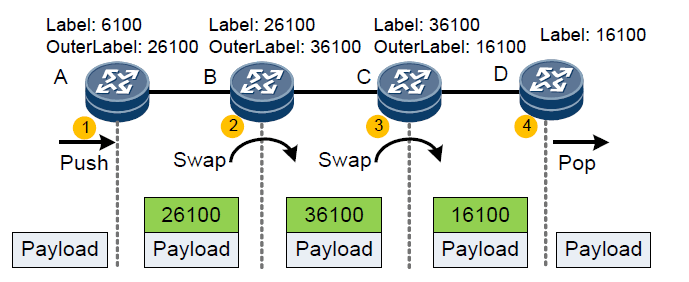 Label: 6100
OuterLabel: 26100
Label: 26100
OuterLabel: 36100
Label: 36100
OuterLabel: 16100
Label: 16100
A
B
C
D
1
2
3
4
Push
Swap
Swap
Pop
26100
36100
16100
Payload
Payload
Payload
Payload
Payload